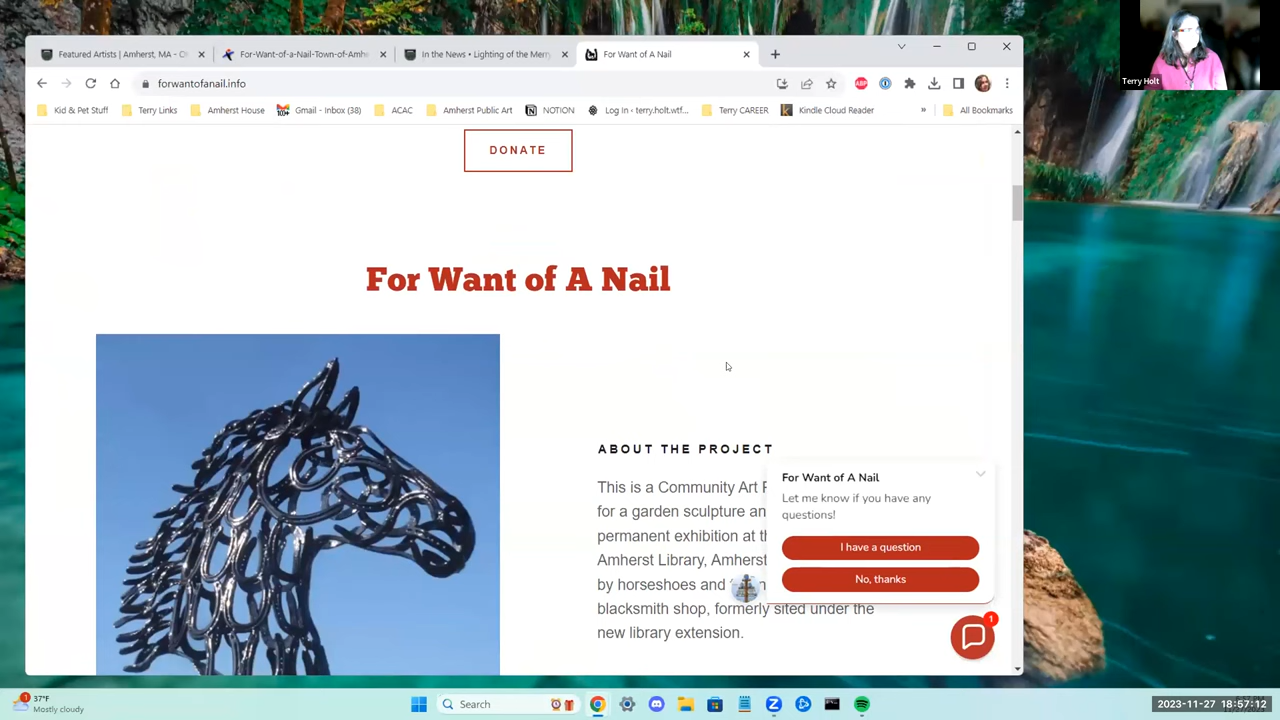 Terry Holt
Featured Artists | Amherst, MA - O
For-Want-of-a-Nail-Town-of-Amhe
In the News • Lighting of the Merry
For Want of A Nail
forwantofanail.info
Kid & Pet Stuff
Terry Links
Amherst House
Gmail - Inbox (38)
ACAC
Amherst Public Art
NOTION
Log In • terry.holt.wtf...
Terry CAREER
Kindle Cloud Reader
»
All Bookmarks
DONATE
For Want of A Nail
ABOUT THE PROJECT
This is a Community Art
for a garden sculpture an
permanent exhibition at th
Amherst Library, Amherst
by horseshoes and
blacksmith shop, formerly sited under the
new library extension.
For Want of A Nail
Let me know if you have any
questions!
I have a question
No, thanks
1
1
37°F
Mostly cloudy
Search
2023-11-27 18:57:12